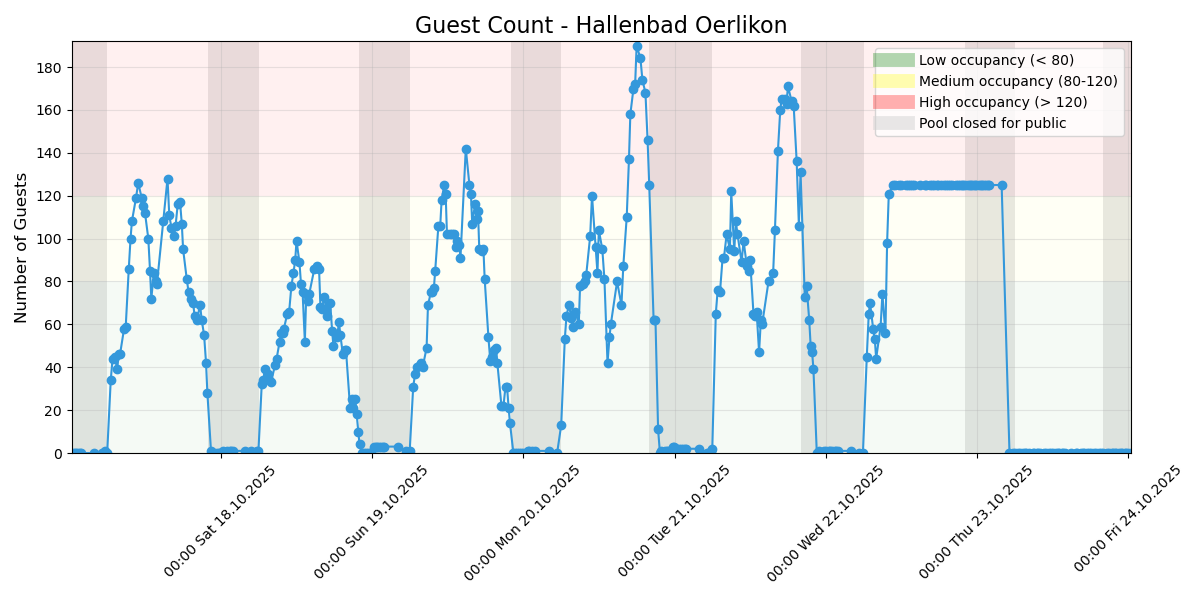 Guest Count - Hallenbad Oerlikon
Number of Guests
180
160
140
120
100
80
60
40
20
0
Low occupancy (< 80)
Medium occupancy (80-120)
High occupancy (> 120)
Pool closed for public
00:00 Sat 18.10.2025
00:00 Sun 19.10.2025
00:00 Mon 20.10.2025
00:00 Tue 21.10.2025
00:00 Wed 22.10.2025
00:00 Thu 23.10.2025
00:00 Fri 24.10.2025